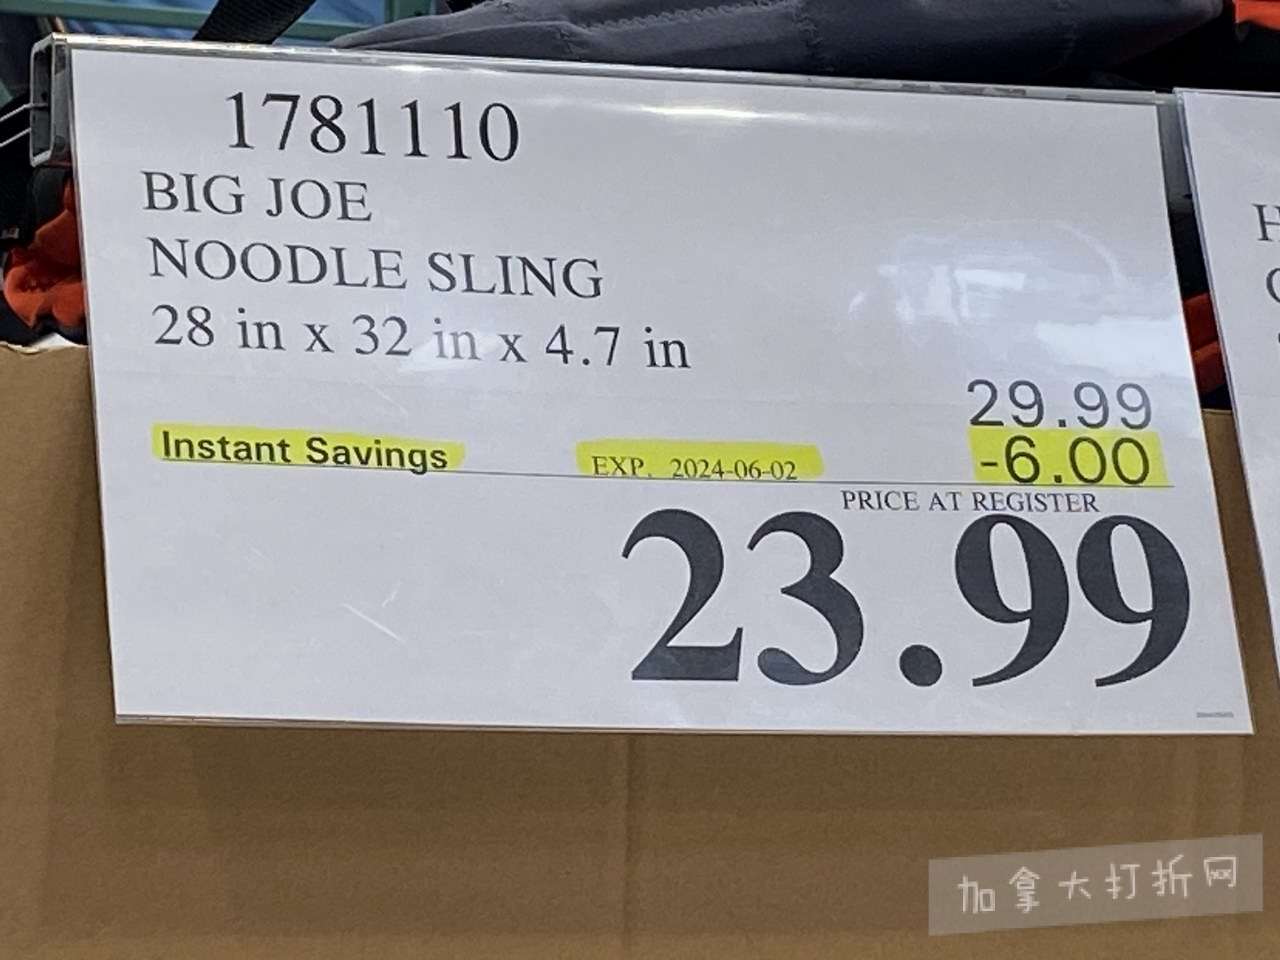 1781110
BIG JOE
NOODLE SLING
28 in x 32 in x 4.7 in
29.99
Instant Savings EXP. 2024-06-02 -6.00
PRICE AT REGISTER
23.99
H
加拿大打折网